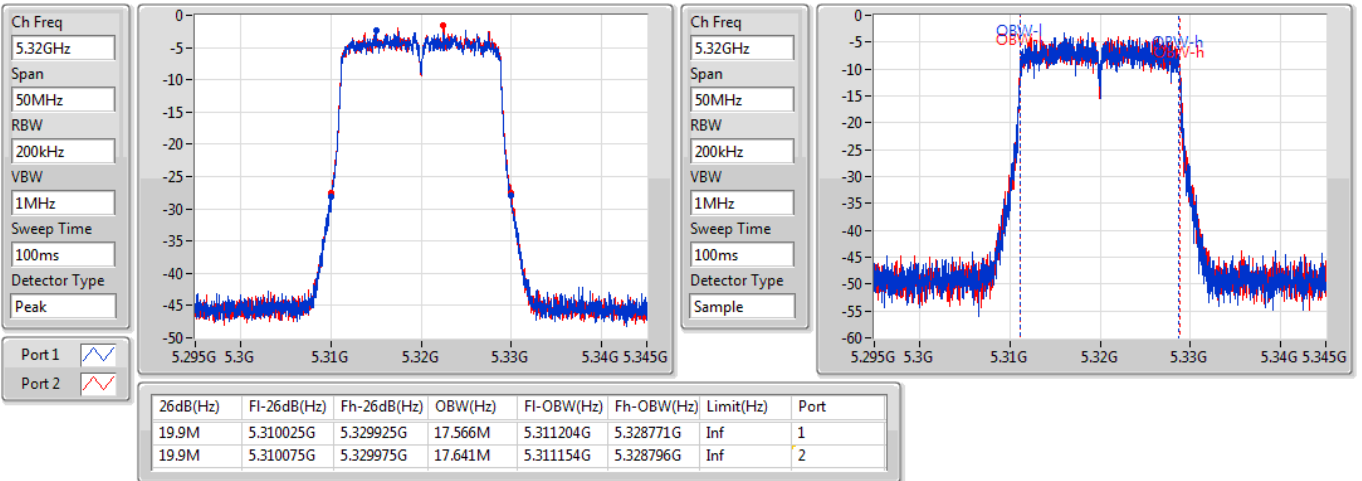 Ch Freq
5.32GHz
Span
50MHz
RBW
200kHz
VBW
1MHz
Sweep Time
100ms
Detector Type
Peak
Port 1
Port 2
0
-5
-10
-15
-20
-25
-30
-35
-40
-45
-50
5.295G 5.3G 5.31G 5.32G 5.33G 5.34G 5.345G
Ch Freq
5.32GHz
Span
50MHz
RBW
200kHz
VBW
1MHz
Sweep Time
100ms
Detector Type
Sample
0
-5
-10
-15
-20
-25
-30
-35
-40
-45
-50
-55
-60
OBW-l
OBW-h
5.295G 5.3G 5.31G 5.32G 5.33G 5.34G 5.345G
26dB(Hz) Fl-26dB(Hz) Fh-26dB(Hz) OBW(Hz) Fl-OBW(Hz) Fh-OBW(Hz) Limit(Hz) Port
19.9M 5.310025G 5.329925G 17.566M 5.311204G 5.328771G Inf 1
19.9M 5.310075G 5.329975G 17.641M 5.311154G 5.328796G Inf 2